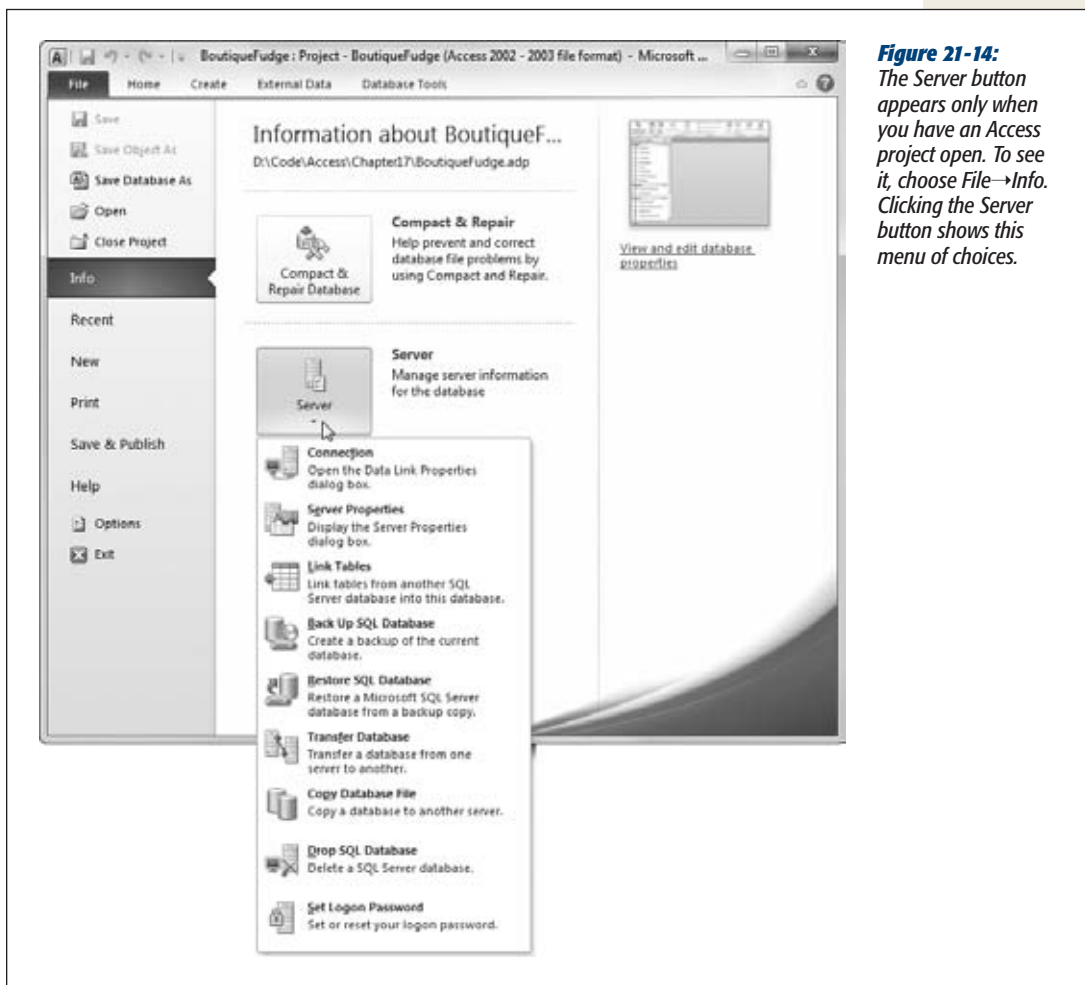 BoutiqueFudge : Project - BoutiqueFudge (Access 2002 - 2003 file format) - Microsoft ...
File Home Create External Data Database Tools
Save
Save Object As
Save Database As
Open
Close Project
Info
Recent
New
Print
Save & Publish
Help
Options
Exit
Information about BoutiqueF...
D:\Code\Access\Chapter17\BoutiqueFudge.adp
Compact &
Repair Database
Compact & Repair
Help prevent and correct
database file problems by
using Compact and Repair.
Server
Server
Manage server information
for the database
Connection
Open the Data Link Properties
dialog box.
Server Properties
Display the Server Properties
dialog box.
Link Tables
Link tables from another SQL
Server database into this database.
Back Up SQL Database
Create a backup of the current
database.
Restore SQL Database
Restore a Microsoft SQL Server
database from a backup copy.
Transfer Database
Transfer a database from one
server to another.
Copy Database File
Copy a database to another server.
Drop SQL Database
Delete a SQL Server database.
Set Logon Password
Set or reset your logon password.
View and edit database
properties
Figure 21-14:
The Server button
appears only when
you have an Access
project open. To see
it, choose File→Info.
Clicking the Server
button shows this
menu of choices.